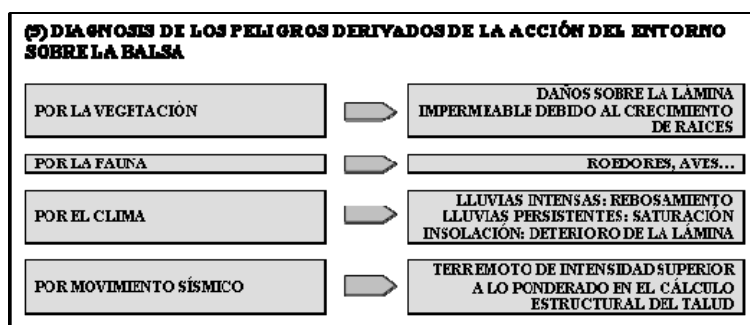 (5) DIAGNOSIS DE LOS PELIGROS DERIVADOS DE LA ACCIÓN DEL ENTORNO
SOBRE LA BALSA
POR LA VEGETACIÓN
DAÑOS SOBRE LA LÁMINA
IMPERMEABLE DEBIDO AL CRECIMIENTO
DE RAICES
POR LA FAUNA
ROEDORES, AVES...
POR EL CLIMA
LLUVIAS INTENSAS: REBOSAMIENTO
LLUVIAS PERSISTENTES: SATURACIÓN
INSOLACIÓN: DETERIORO DE LA LÁMINA
POR MOVIMIENTO SÍSMICO
TERREMOTO DE INTENSIDAD SUPERIOR
A LO PONDERADO EN EL CÁLCULO
ESTRUCTURAL DEL TALUD